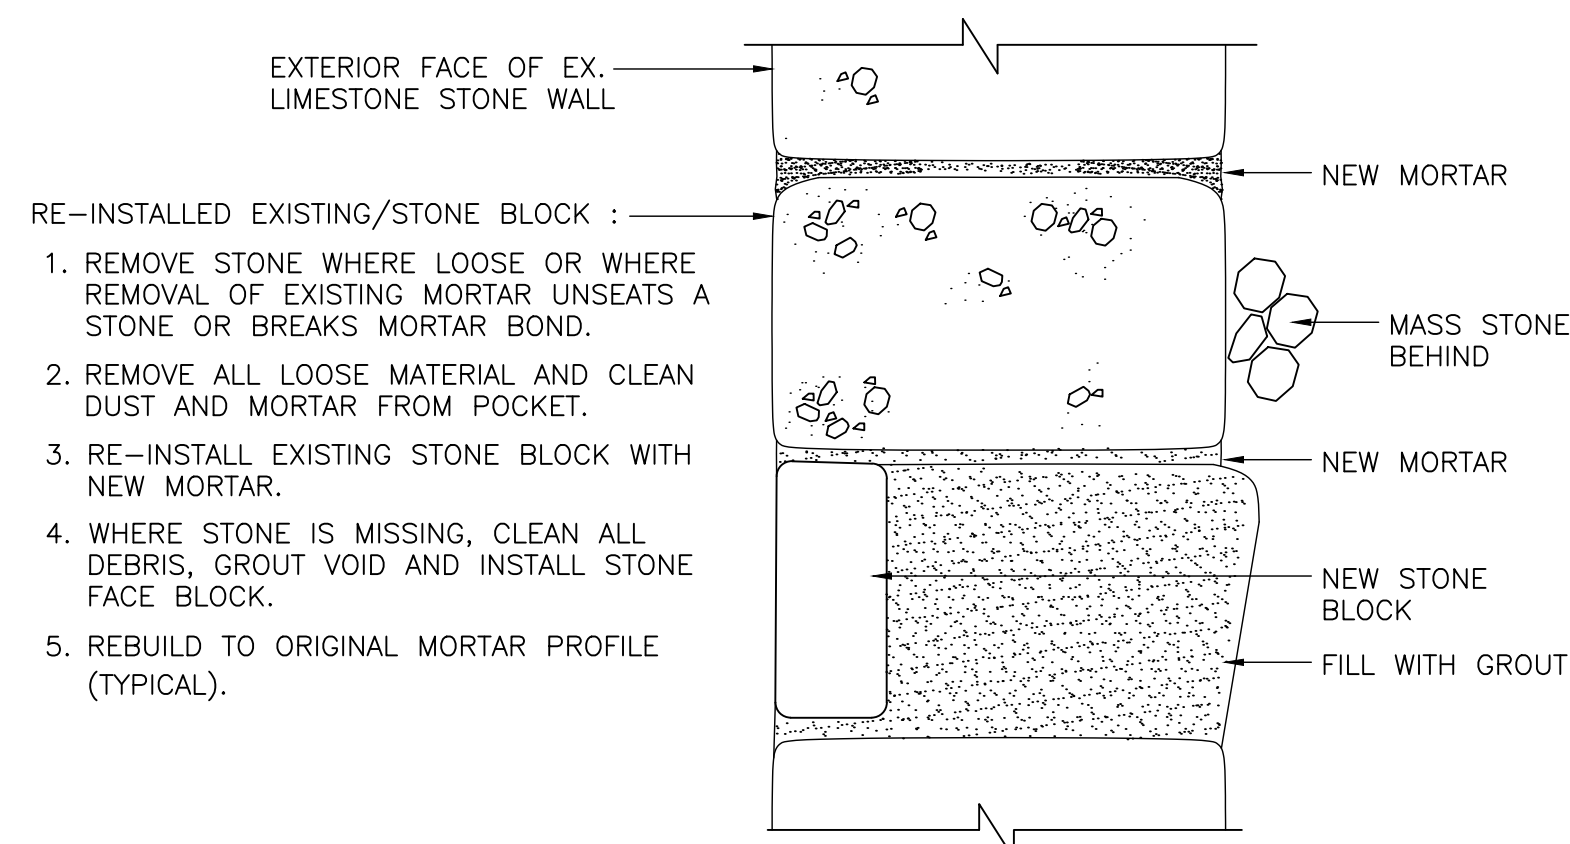 EXTERIOR FACE OF EX.
LIMESTONE STONE WALL
RE-INSTALLED EXISTING/STONE BLOCK :
1. REMOVE STONE WHERE LOOSE OR WHERE
REMOVAL OF EXISTING MORTAR UNSEATS A
STONE OR BREAKS MORTAR BOND.
2. REMOVE ALL LOOSE MATERIAL AND CLEAN
DUST AND MORTAR FROM POCKET.
3. RE-INSTALL EXISTING STONE BLOCK WITH
NEW MORTAR.
4. WHERE STONE IS MISSING, CLEAN ALL
DEBRIS, GROUT VOID AND INSTALL STONE
FACE BLOCK.
5. REBUILD TO ORIGINAL MORTAR PROFILE
(TYPICAL).
NEW MORTAR
MASS STONE
BEHIND
NEW MORTAR
NEW STONE
BLOCK
FILL WITH GROUT